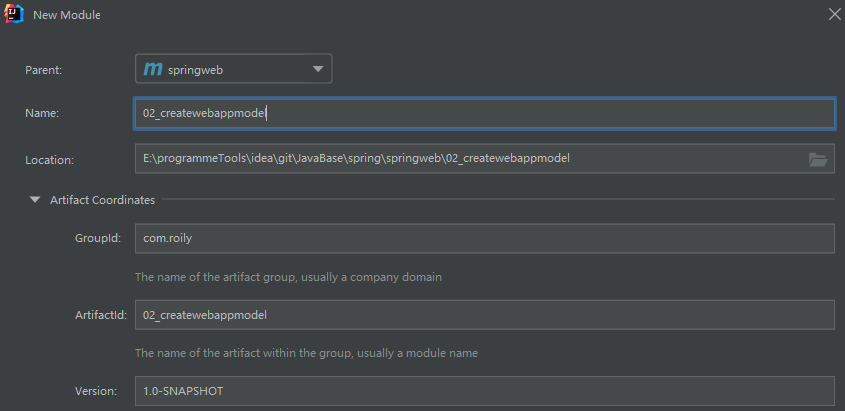 New Module
Parent: springweb
Name: 02_createwebappmodel
Location: E:\programmeTools\idea\git\JavaBase\spring\springweb\02_createwebappmodel
Artifact Coordinates
GroupId: com.roily
The name of the artifact group, usually a company domain
ArtifactId: 02_createwebappmodel
The name of the artifact within the group, usually a module name
Version: 1.0-SNAPSHOT